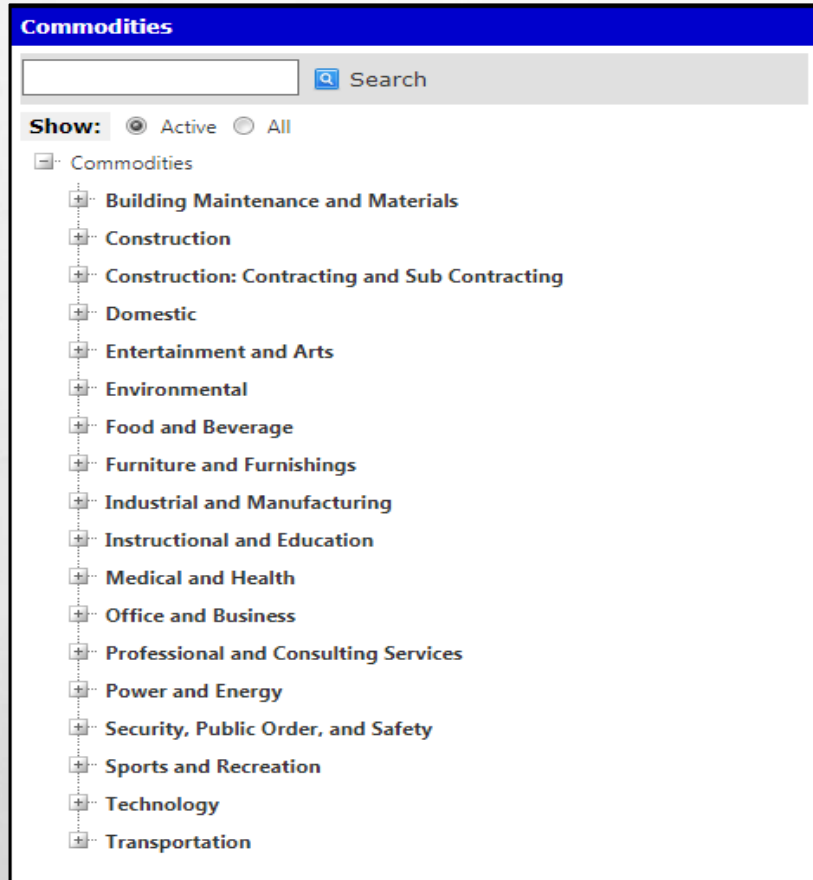 Commodities
Search
Show: Active All
Commodities
Building Maintenance and Materials
Construction
Construction: Contracting and Sub Contracting
Domestic
Entertainment and Arts
Environmental
Food and Beverage
Furniture and Furnishings
Industrial and Manufacturing
Instructional and Education
Medical and Health
Office and Business
Professional and Consulting Services
Power and Energy
Security, Public Order, and Safety
Sports and Recreation
Technology
Transportation